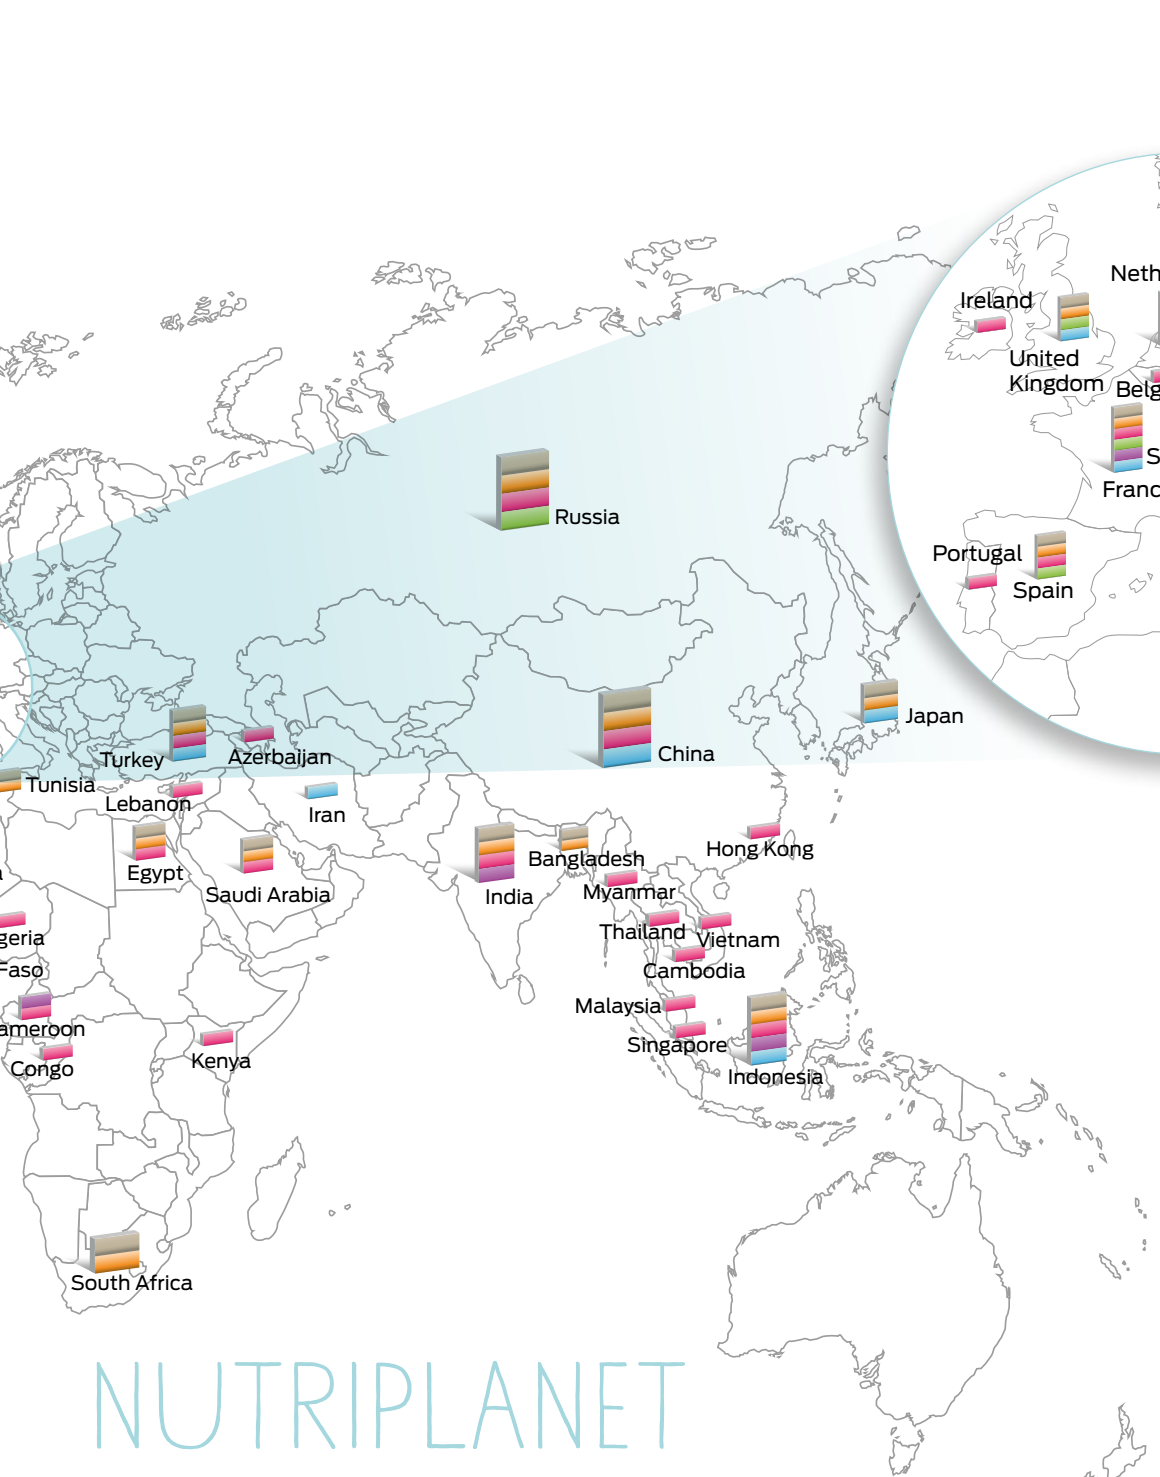 Neth
Ireland
United
Kingdom
Belg
S
Franc
Russia
Portugal
Spain
Japan
Turkey
Azerbaijan
China
Tunisia
Lebanon
Iran
Hong Kong
Bangladesh
Egypt
Saudi Arabia
India
Myanmar
geria
Thailand
Vietnam
Faso
Cambodia
Malaysia
ameroon
Singapore
Congo
Kenya
Indonesia
South Africa
NUTRIPLANET